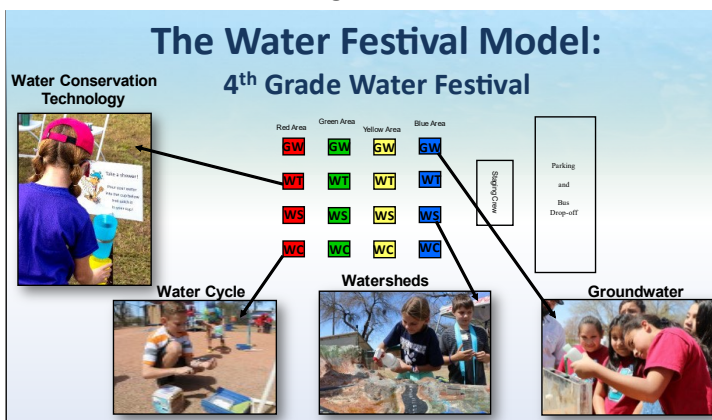 The Water Festival Model:
4th Grade Water Festival
Water Conservation
Technology
Red Area
Green Area
Yellow Area
Blue Area
GW GW GW GW
WT WT WT WT
WS WS WS WS
WC WC WC WC
Staging Crew
Parking
and
Bus
Drop-off
Take a shower!
Water Cycle
Watersheds
Groundwater